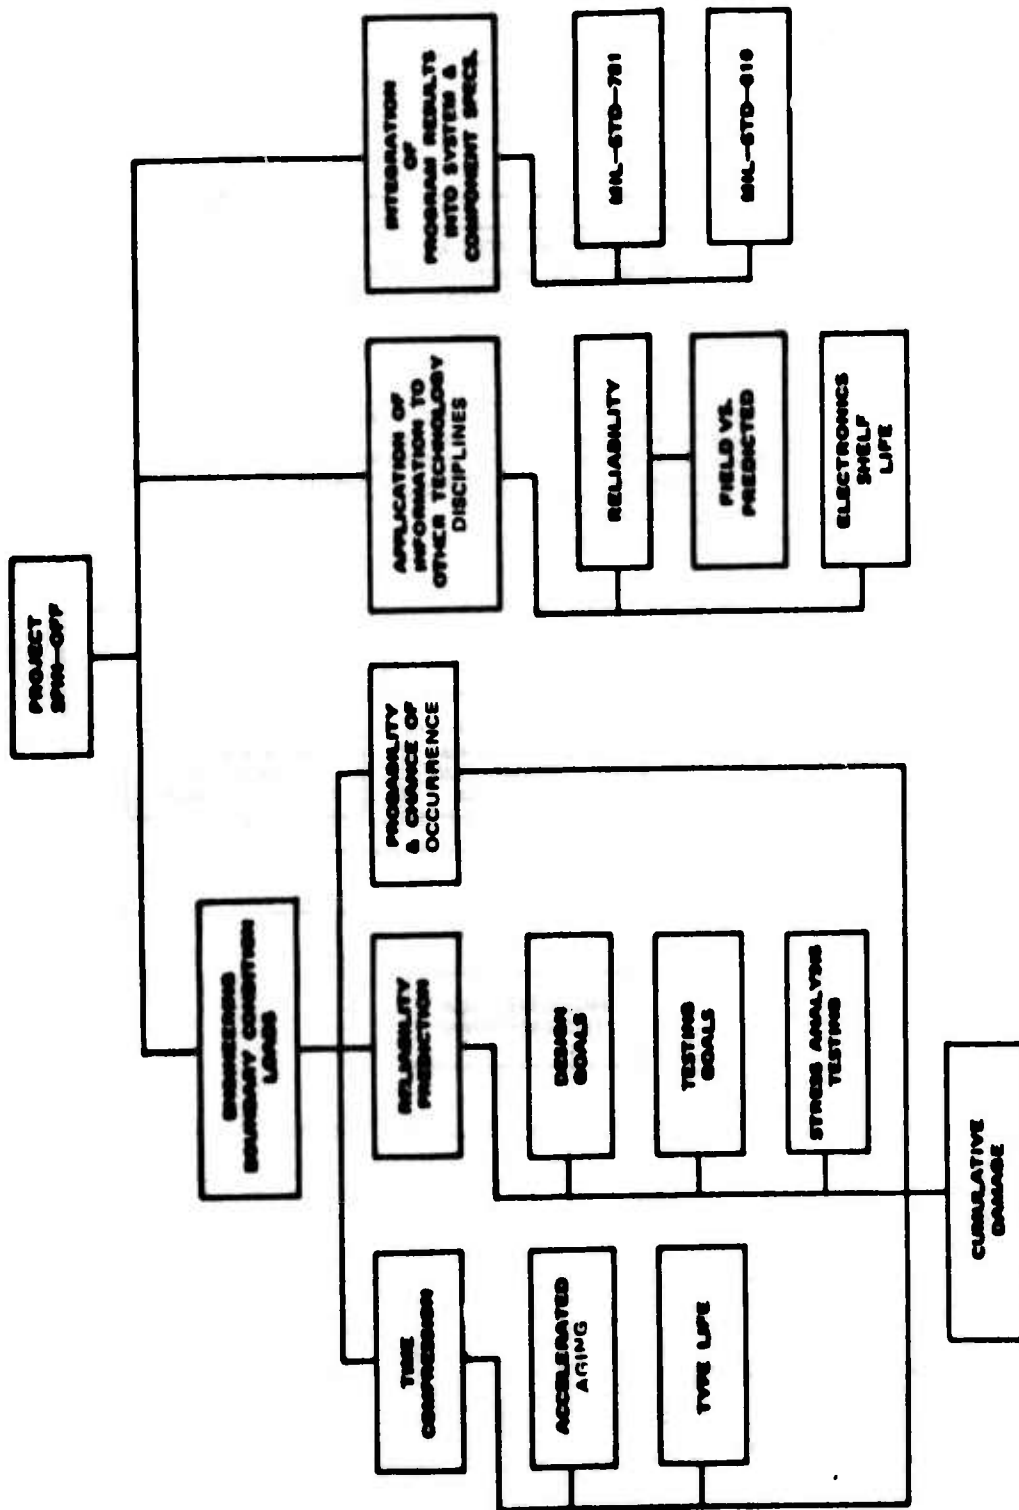 PROJECT
SPIN-OFF
ENGINEERING
BOUNDARY CONDITION
LOADS
TIME
COMPRESSION
ACCELERATED
AGING
TYPE LIFE
RELIABILITY
PREDICTION
DESIGN
GOALS
TESTING
GOALS
STRESS ANALYSIS
TESTING
PROBABILITY
& CHANCE OF
OCCURRENCE
CUMULATIVE
DAMAGE
APPLICATION OF
INFORMATION TO
OTHER TECHNOLOGY
DISCIPLINES
RELIABILITY
FIELD VS.
PREDICTED
ELECTRONICS
SHELF
LIFE
INTEGRATION
OF
PROGRAM RESULTS
INTO SYSTEM &
COMPONENT SPECS.
MIL-STD-781
MIL-STD-810